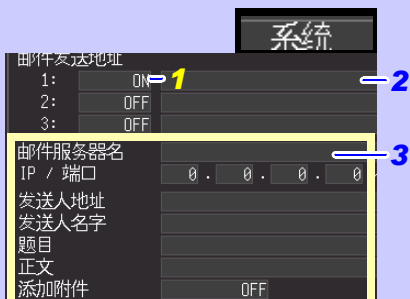 系统
邮件发送地址
1: ON 1 2
2: OFF
3: OFF
邮件服务器名 3
IP / 端口 0. 0. 0. 0
发送人地址
发送人名字
题目
正文
添加附件 OFF